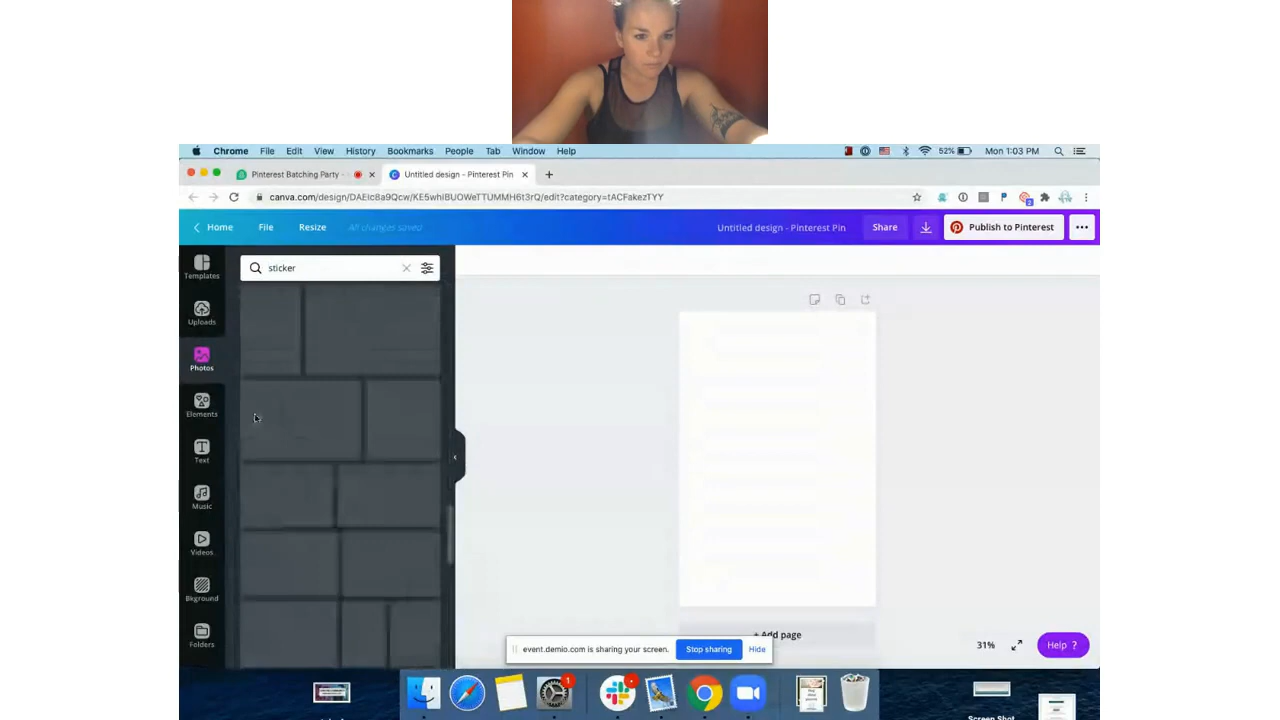 Chrome File Edit View History Bookmarks People Tab Window Help 52% Mon 1:03 PM
Pinterest Batching Party - Untitled design - Pinterest Pin
canva.com/design/DAEIc8a9Qcw/KE5whIBUOWeTTUMMH6t3rQ/edit?category=tACFakezTYY
Home File Resize All changes saved Untitled design - Pinterest Pin Share Publish to Pinterest
Templates
sticker
Uploads
Photos
Elements
Text
Music
Videos
Bkground
Folders
+ Add page
31% Help ?
event.demio.com is sharing your screen. Stop sharing Hide
1